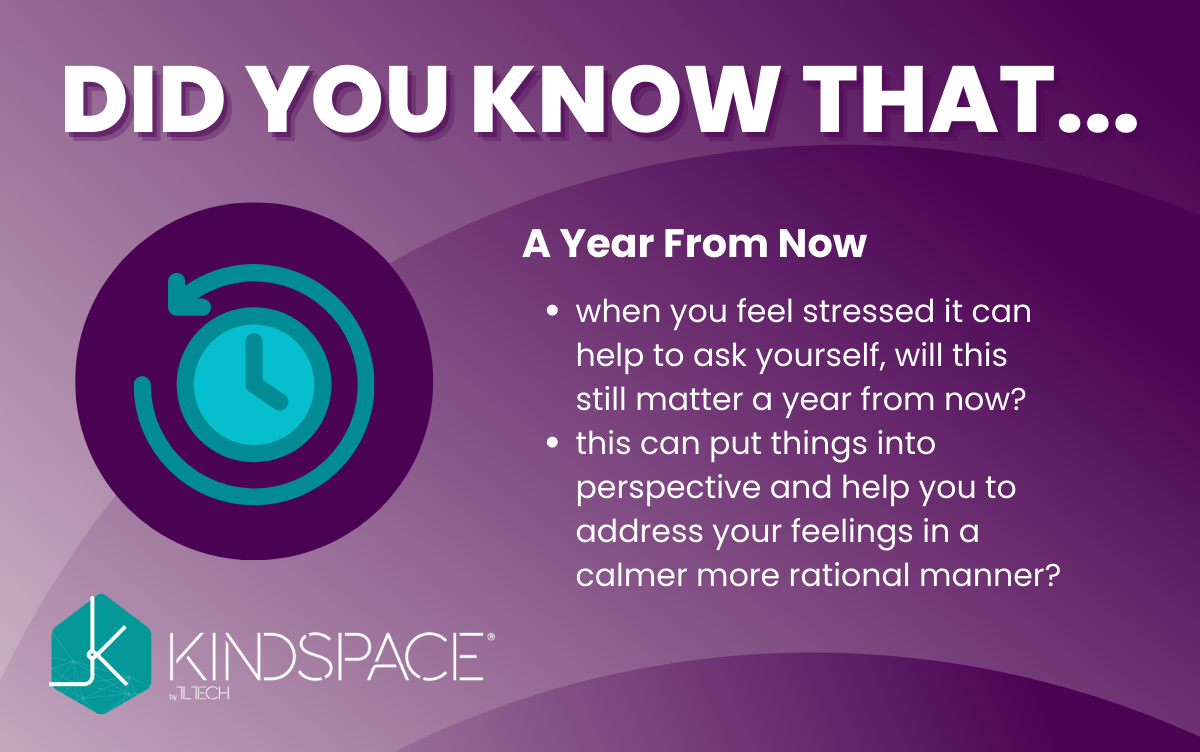 DID YOU KNOW THAT...
A Year From Now
• when you feel stressed it can
help to ask yourself, will this
still matter a year from now?
• this can put things into
perspective and help you to
address your feelings in a
calmer more rational manner?
KINDSPACE®
by TLTECH